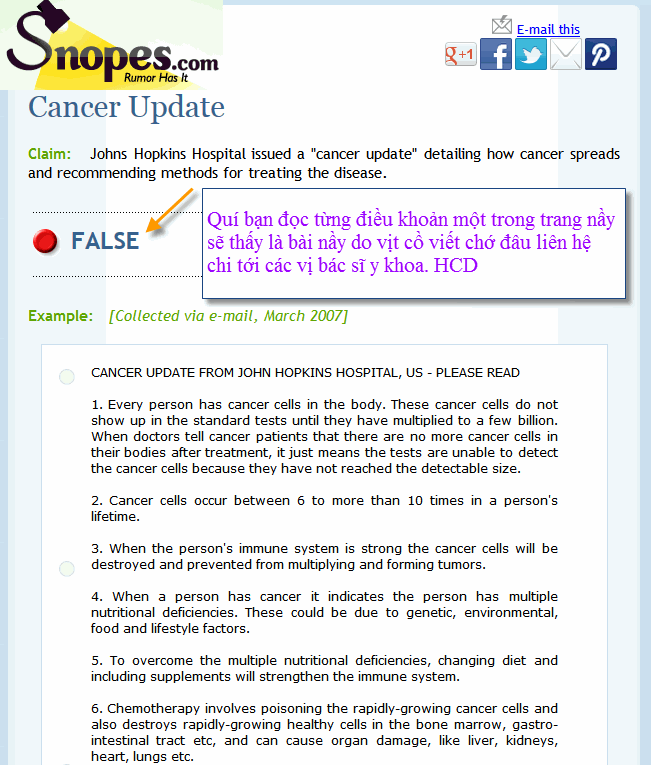 Snopes.com
Rumor Has It
E-mail this
g+1
Cancer Update
Claim: Johns Hopkins Hospital issued a "cancer update" detailing how cancer spreads
and recommending methods for treating the disease.
FALSE
Quí bạn đọc từng điều khoản một trong trang nầy
sẽ thấy là bài nầy do vịt cồ viết chớ đâu liên hệ
chi tới các vị bác sĩ y khoa. HCD
Example: [Collected via e-mail, March 2007]
CANCER UPDATE FROM JOHN HOPKINS HOSPITAL, US - PLEASE READ
1. Every person has cancer cells in the body. These cancer cells do not
show up in the standard tests until they have multiplied to a few billion.
When doctors tell cancer patients that there are no more cancer cells in
their bodies after treatment, it just means the tests are unable to detect
the cancer cells because they have not reached the detectable size.
2. Cancer cells occur between 6 to more than 10 times in a person's
lifetime.
3. When the person's immune system is strong the cancer cells will be
destroyed and prevented from multiplying and forming tumors.
4. When a person has cancer it indicates the person has multiple
nutritional deficiencies. These could be due to genetic, environmental,
food and lifestyle factors.
5. To overcome the multiple nutritional deficiencies, changing diet and
including supplements will strengthen the immune system.
6. Chemotherapy involves poisoning the rapidly-growing cancer cells and
also destroys rapidly-growing healthy cells in the bone marrow, gastro-
intestinal tract etc, and can cause organ damage, like liver, kidneys,
heart, lungs etc.